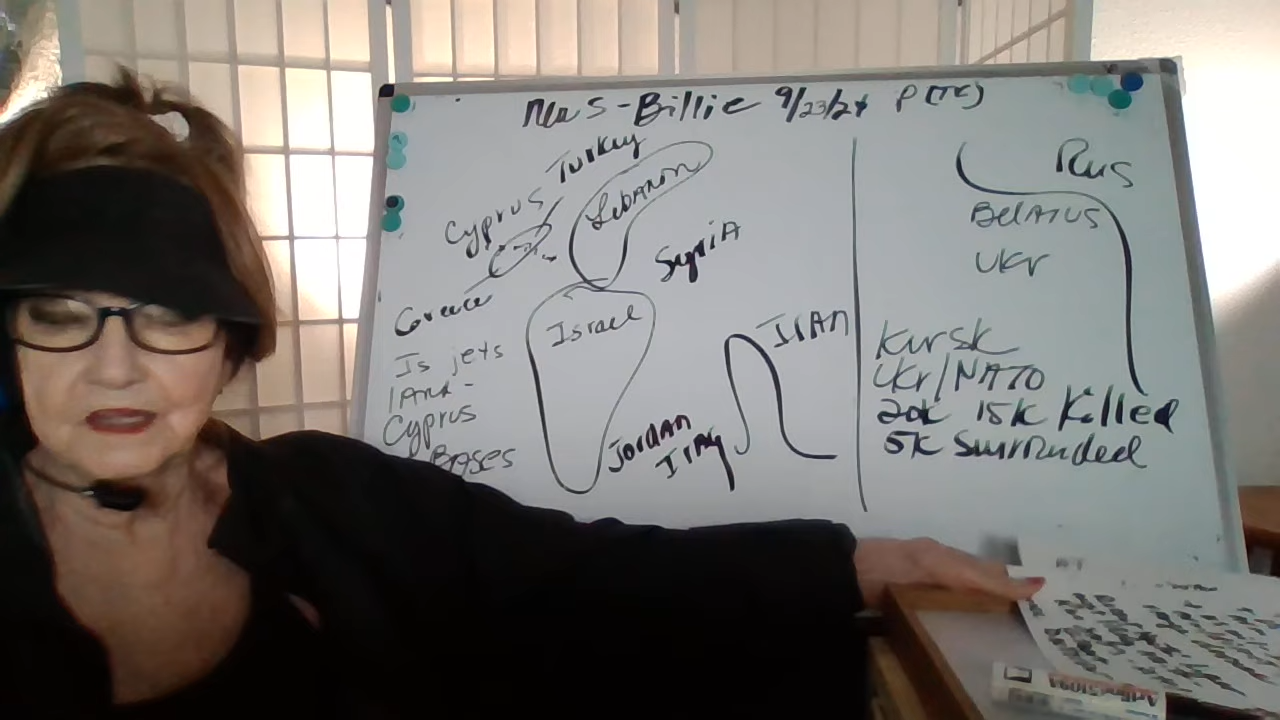 News-Billie 9/23/24 P (TC)
Turkey
Cyprus
Lebanon
Syria
Greece
Israel
Iran
Is jets
land-
Cyprus
Bases
Jordan
Iraq
Rus
Belarus
Ukr
Kursk
Ukr/NATO
20k 15k Killed
5k Surrounded